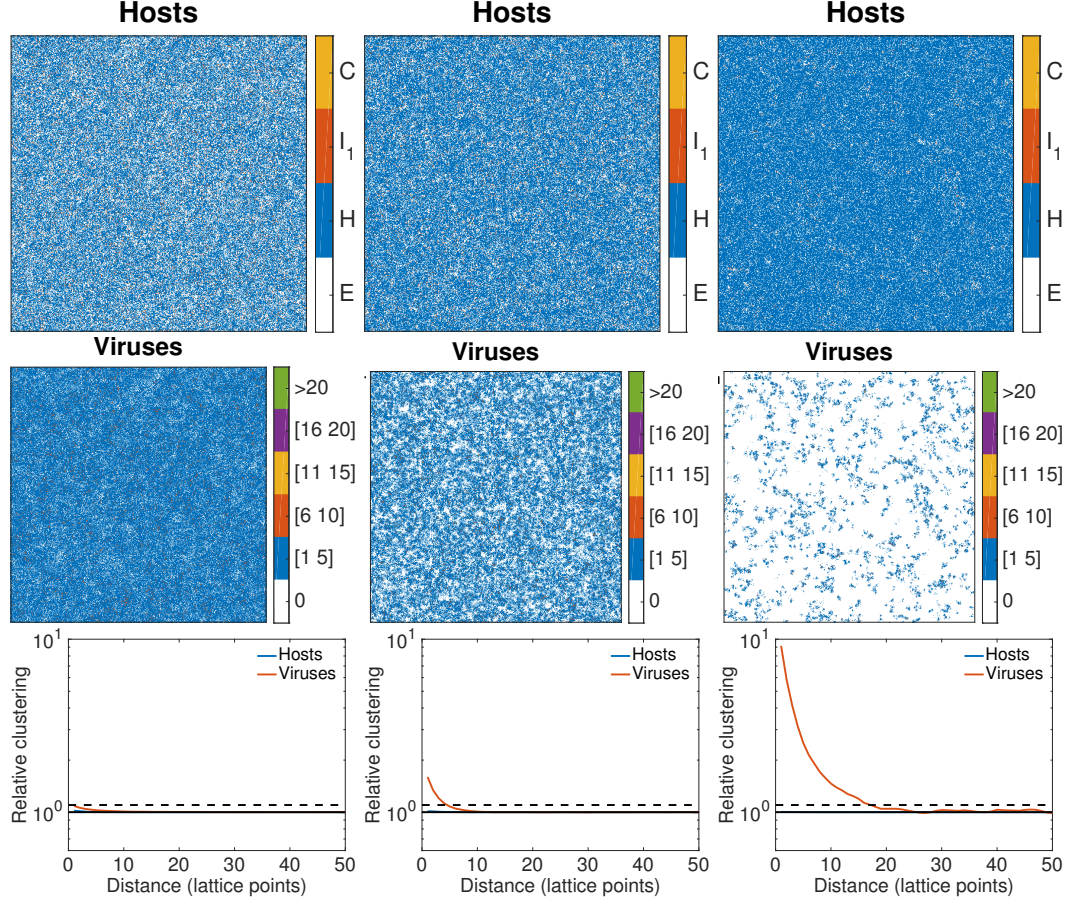 Hosts
C
I1
H
E
Hosts
C
I1
H
E
Hosts
C
I1
H
E
Viruses
>20
[16 20]
[11 15]
[6 10]
[1 5]
0
Viruses
>20
[16 20]
[11 15]
[6 10]
[1 5]
0
Viruses
>20
[16 20]
[11 15]
[6 10]
[1 5]
0
10^1
10^0
Relative clustering
Hosts
Viruses
0 10 20 30 40 50
Distance (lattice points)
10^1
10^0
Relative clustering
Hosts
Viruses
0 10 20 30 40 50
Distance (lattice points)
10^1
10^0
Relative clustering
Hosts
Viruses
0 10 20 30 40 50
Distance (lattice points)